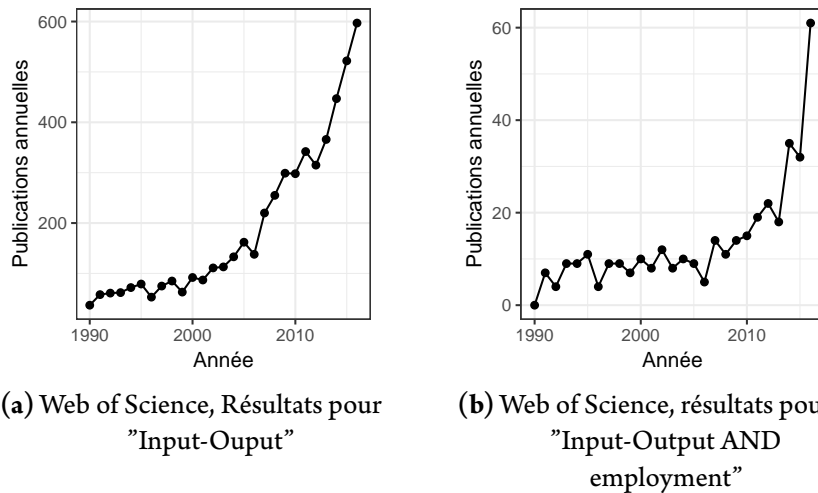 600
400
200
Publications annuelles
1990
2000
2010
Année
(a) Web of Science, Résultats pour
”Input-Ouput”
60
40
20
0
Publications annuelles
1990
2000
2010
Année
(b) Web of Science, résultats pou
”Input-Output AND
employment”